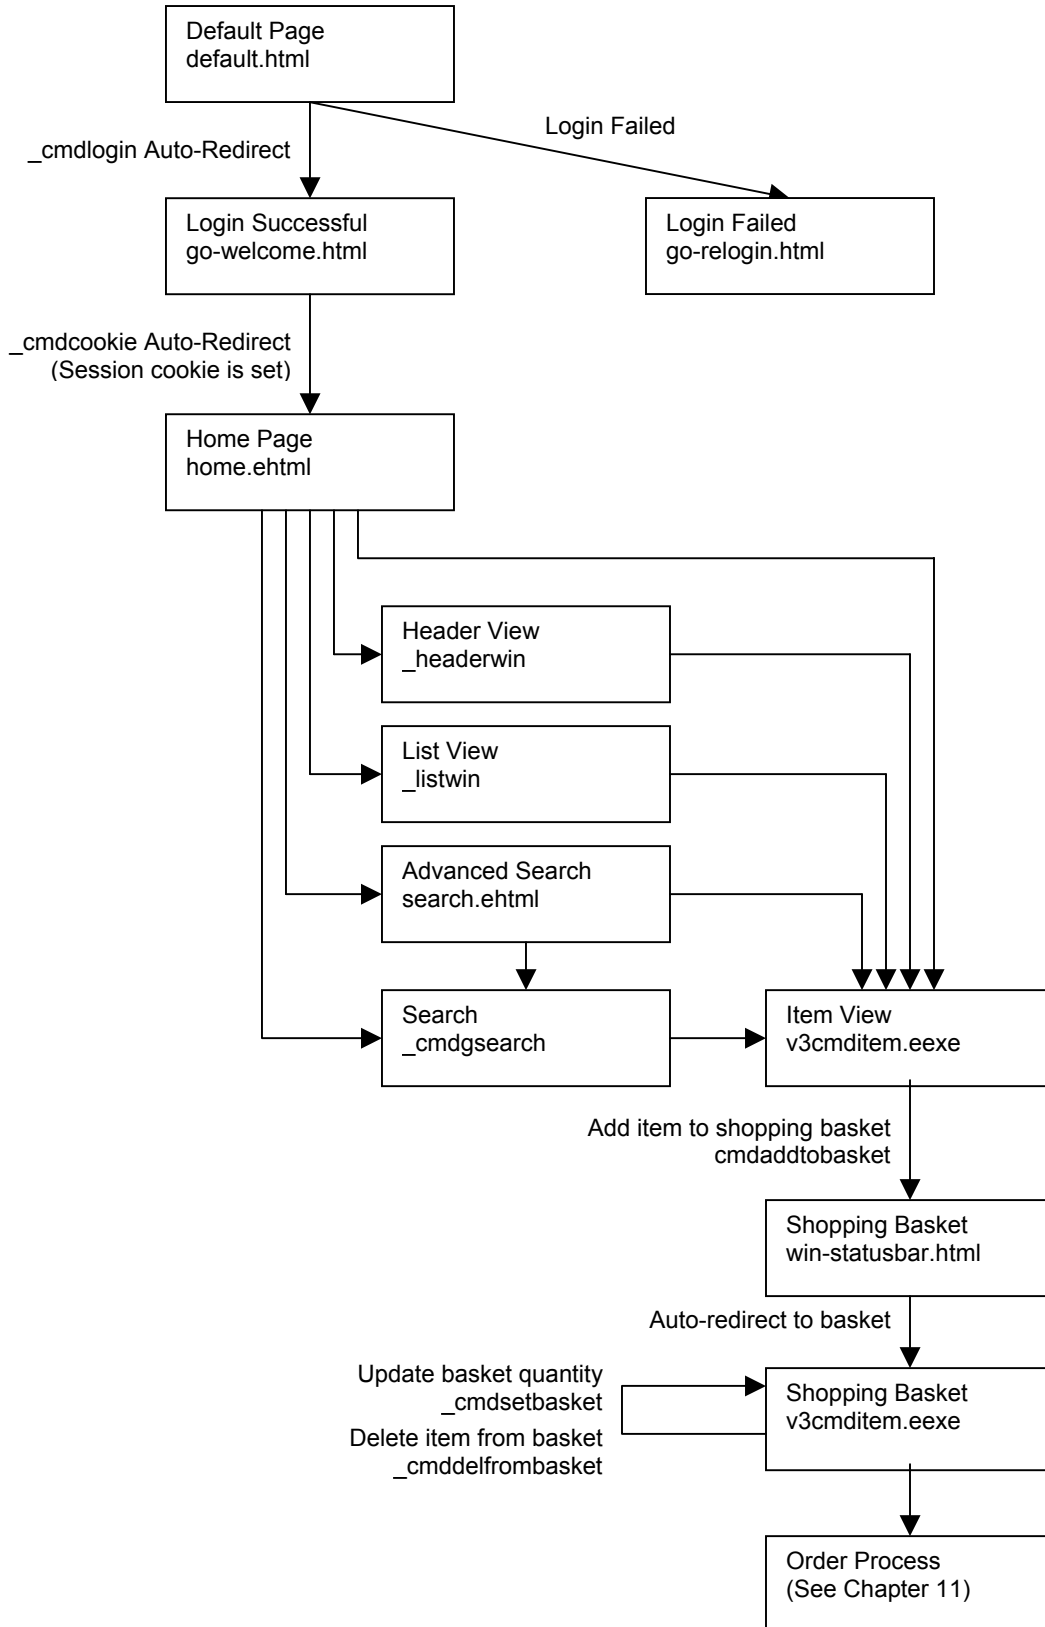 Default Page
default.html
Login Failed
_cmdlogin Auto-Redirect
Login Successful
go-welcome.html
Login Failed
go-relogin.html
_cmdcookie Auto-Redirect
(Session cookie is set)
Home Page
home.ehtml
Header View
_headerwin
List View
_listwin
Advanced Search
search.ehtml
Search
_cmdgsearch
Item View
v3cmditem.eexe
Add item to shopping basket
cmdaddtobasket
Shopping Basket
win-statusbar.html
Auto-redirect to basket
Update basket quantity
_cmdsetbasket
Delete item from basket
_cmddelfrombasket
Shopping Basket
v3cmditem.eexe
Order Process
(See Chapter 11)